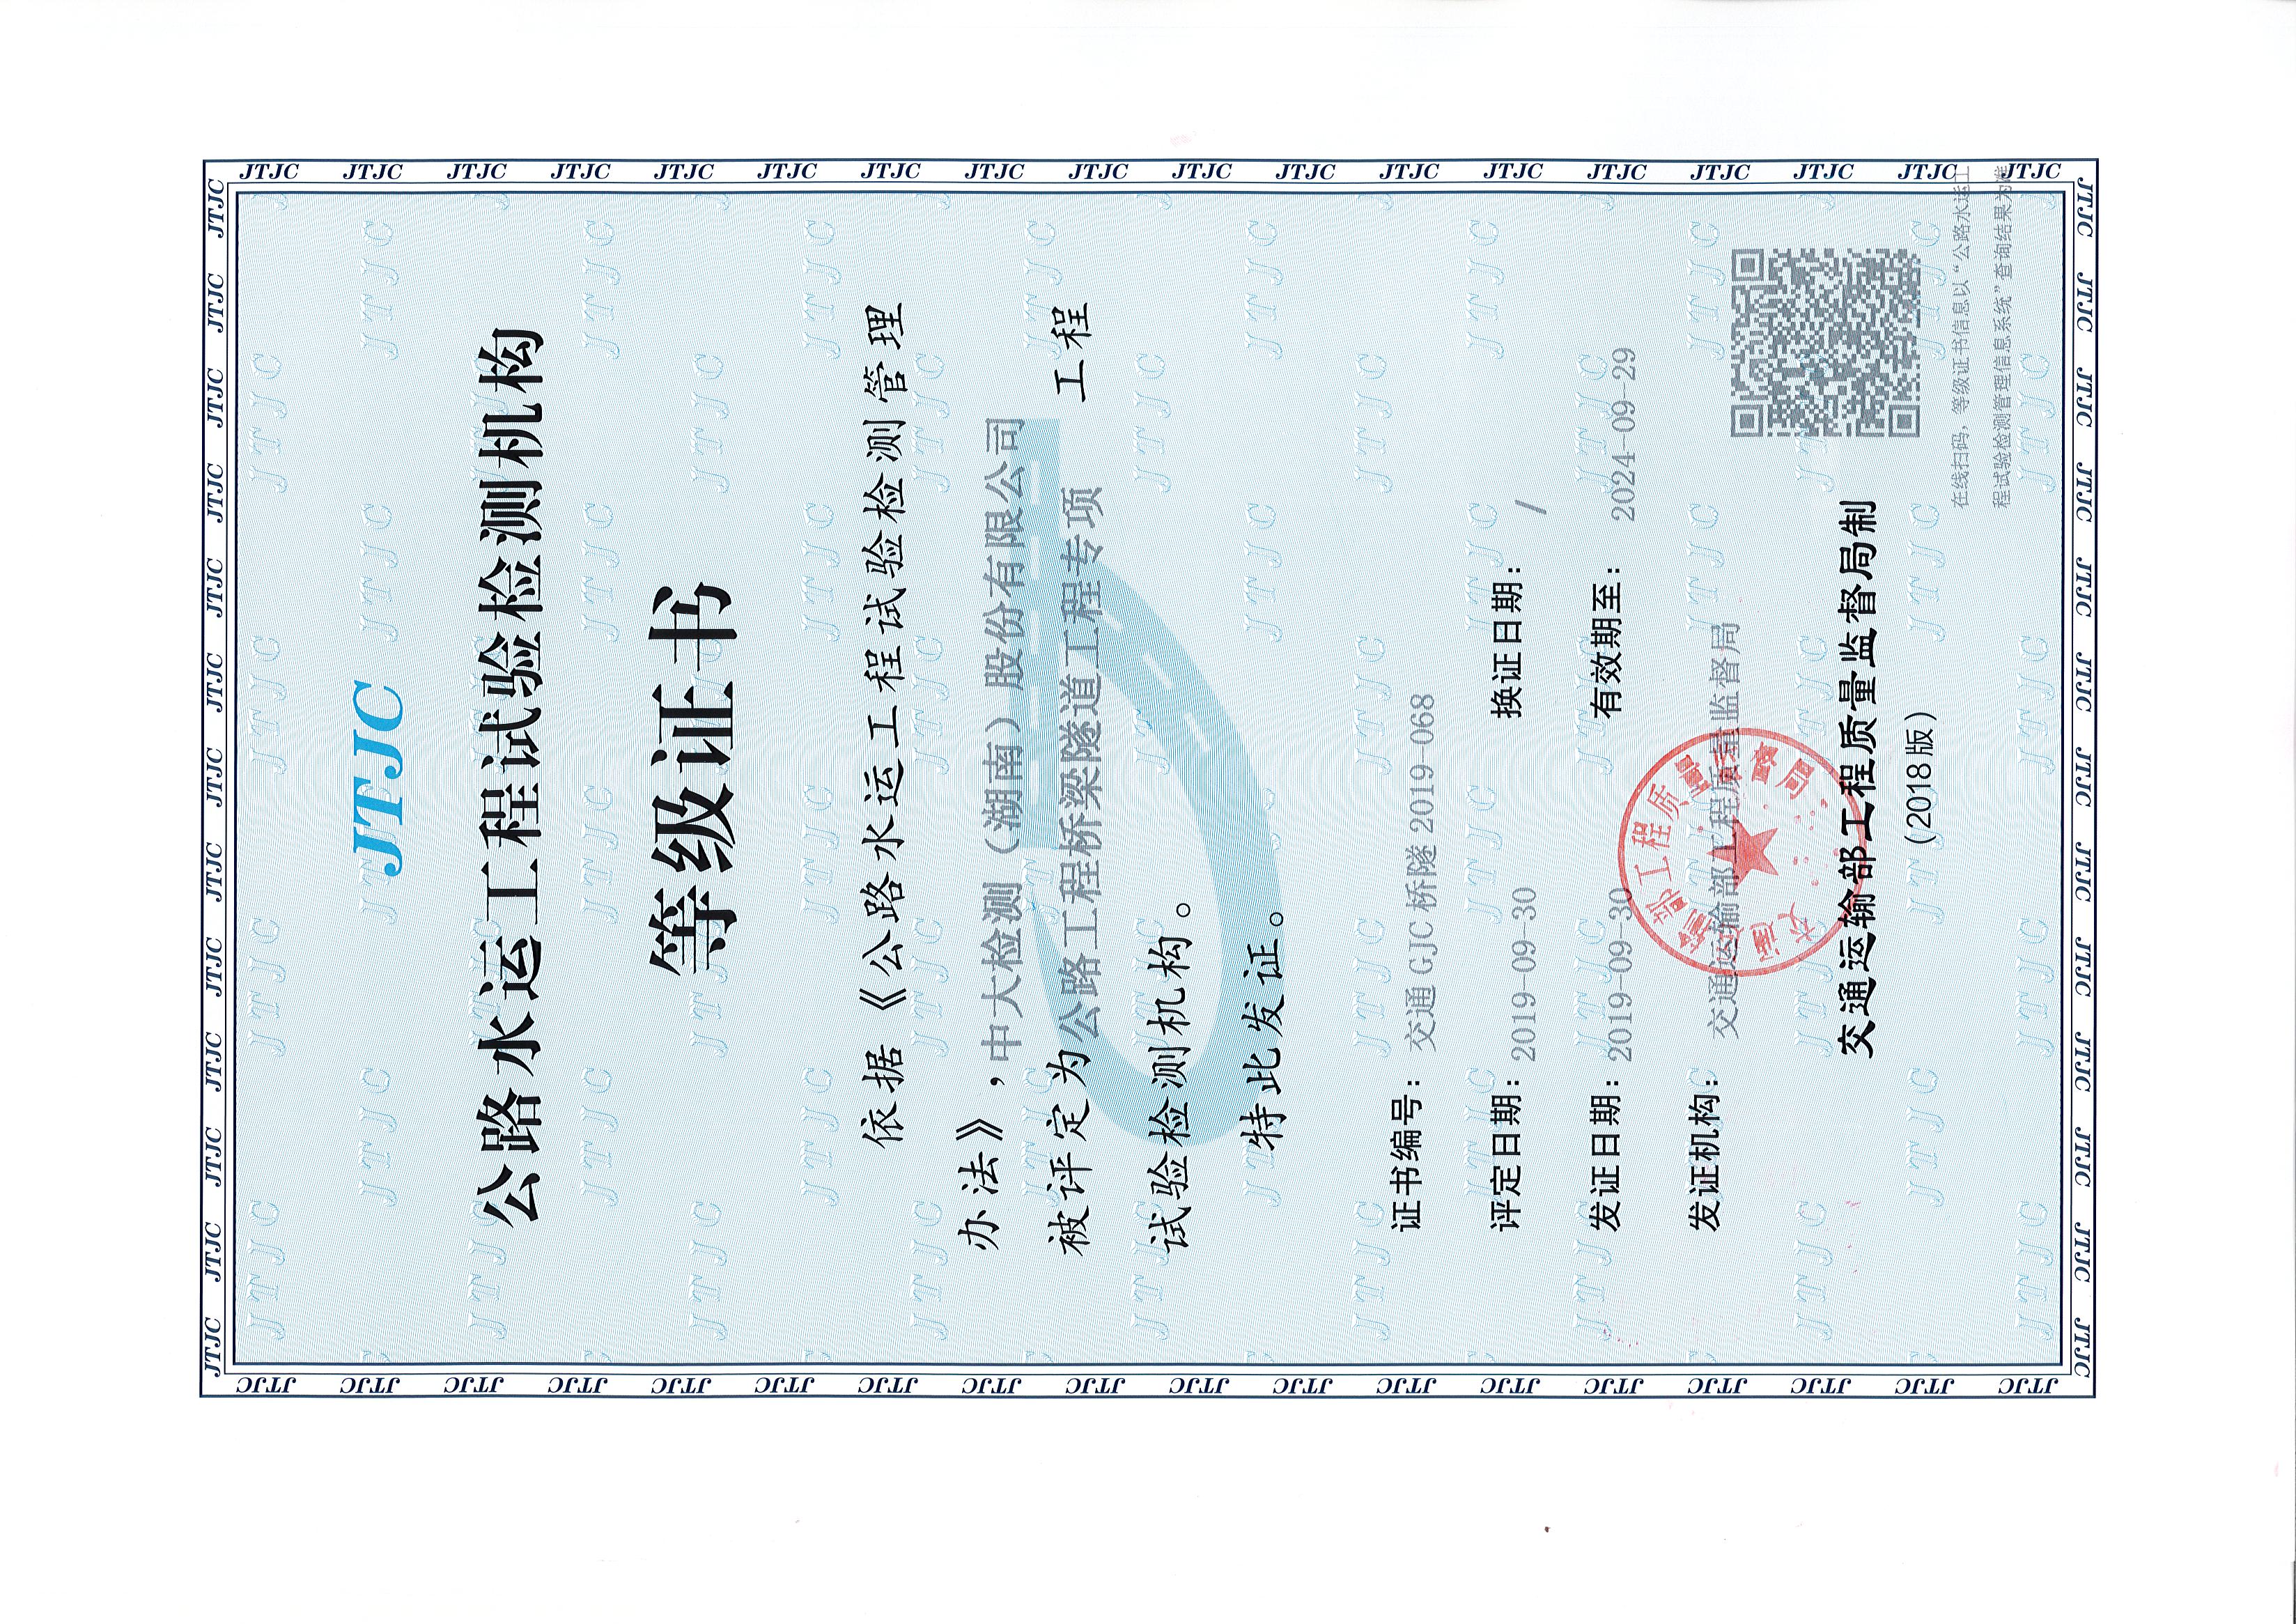 JTJC
公路水运工程试验检测机构
等级证书
依据《公路水运工程试验检测管理
办法》，中大检测（湖南）股份有限公司
被评定为公路工程桥梁隧道工程专项 工程
试验检测机构。
特此发证。
证书编号：交通 GJC 桥隧 2019-068
评定日期：2019-09-30 换证日期：/
发证日期：2019-09-30 有效期至：2024-09-29
发证机构：交通运输部工程质量监督局
交通运输部工程质量监督局
交通运输部工程质量监督局制
（2018版）
在线扫码，等级证书信息以“公路水运工
程试验检测管理信息系统”查询结果为准